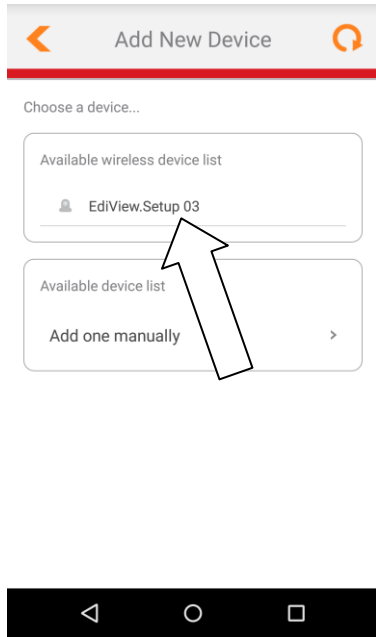 Add New Device
Choose a device...
Available wireless device list
EdiView.Setup 03
Available device list
Add one manually